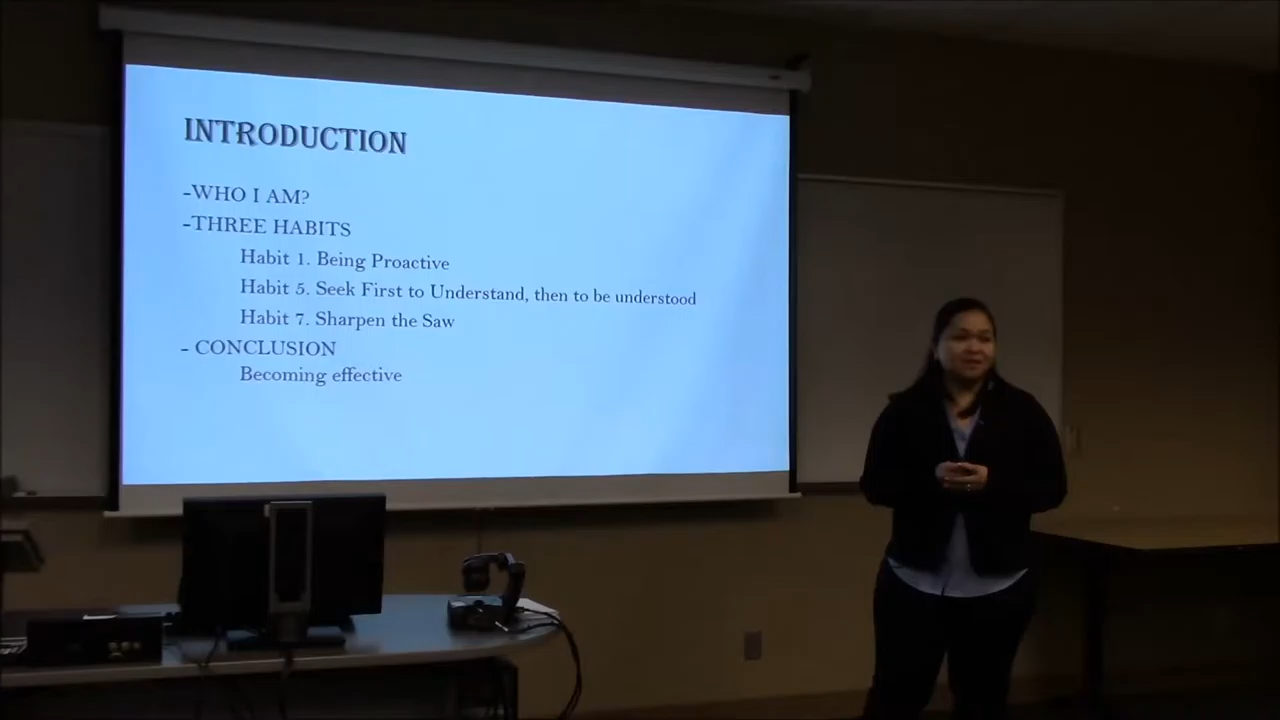 INTRODUCTION
-WHO I AM?
-THREE HABITS
Habit 1. Being Proactive
Habit 5. Seek First to Understand, then to be understood
Habit 7. Sharpen the Saw
- CONCLUSION
Becoming effective